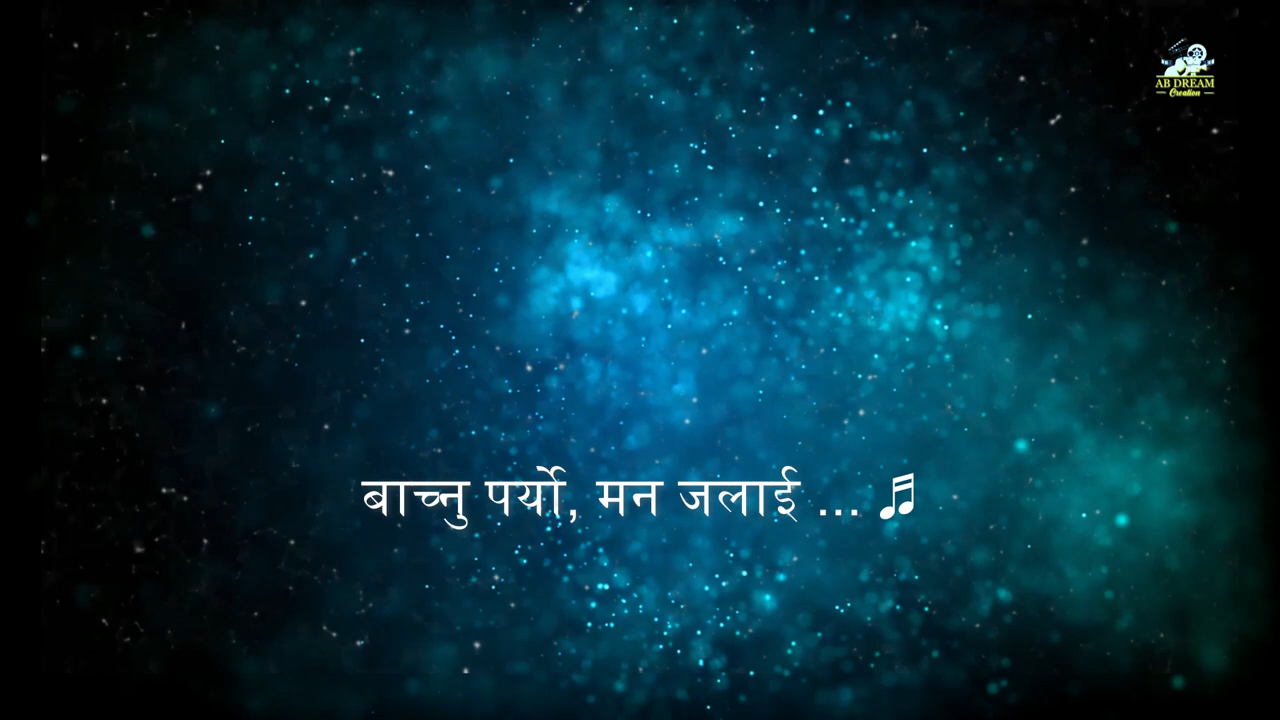 AB DREAM
Creation
बाच्नु पर्यो, मन जलाई ... ♫